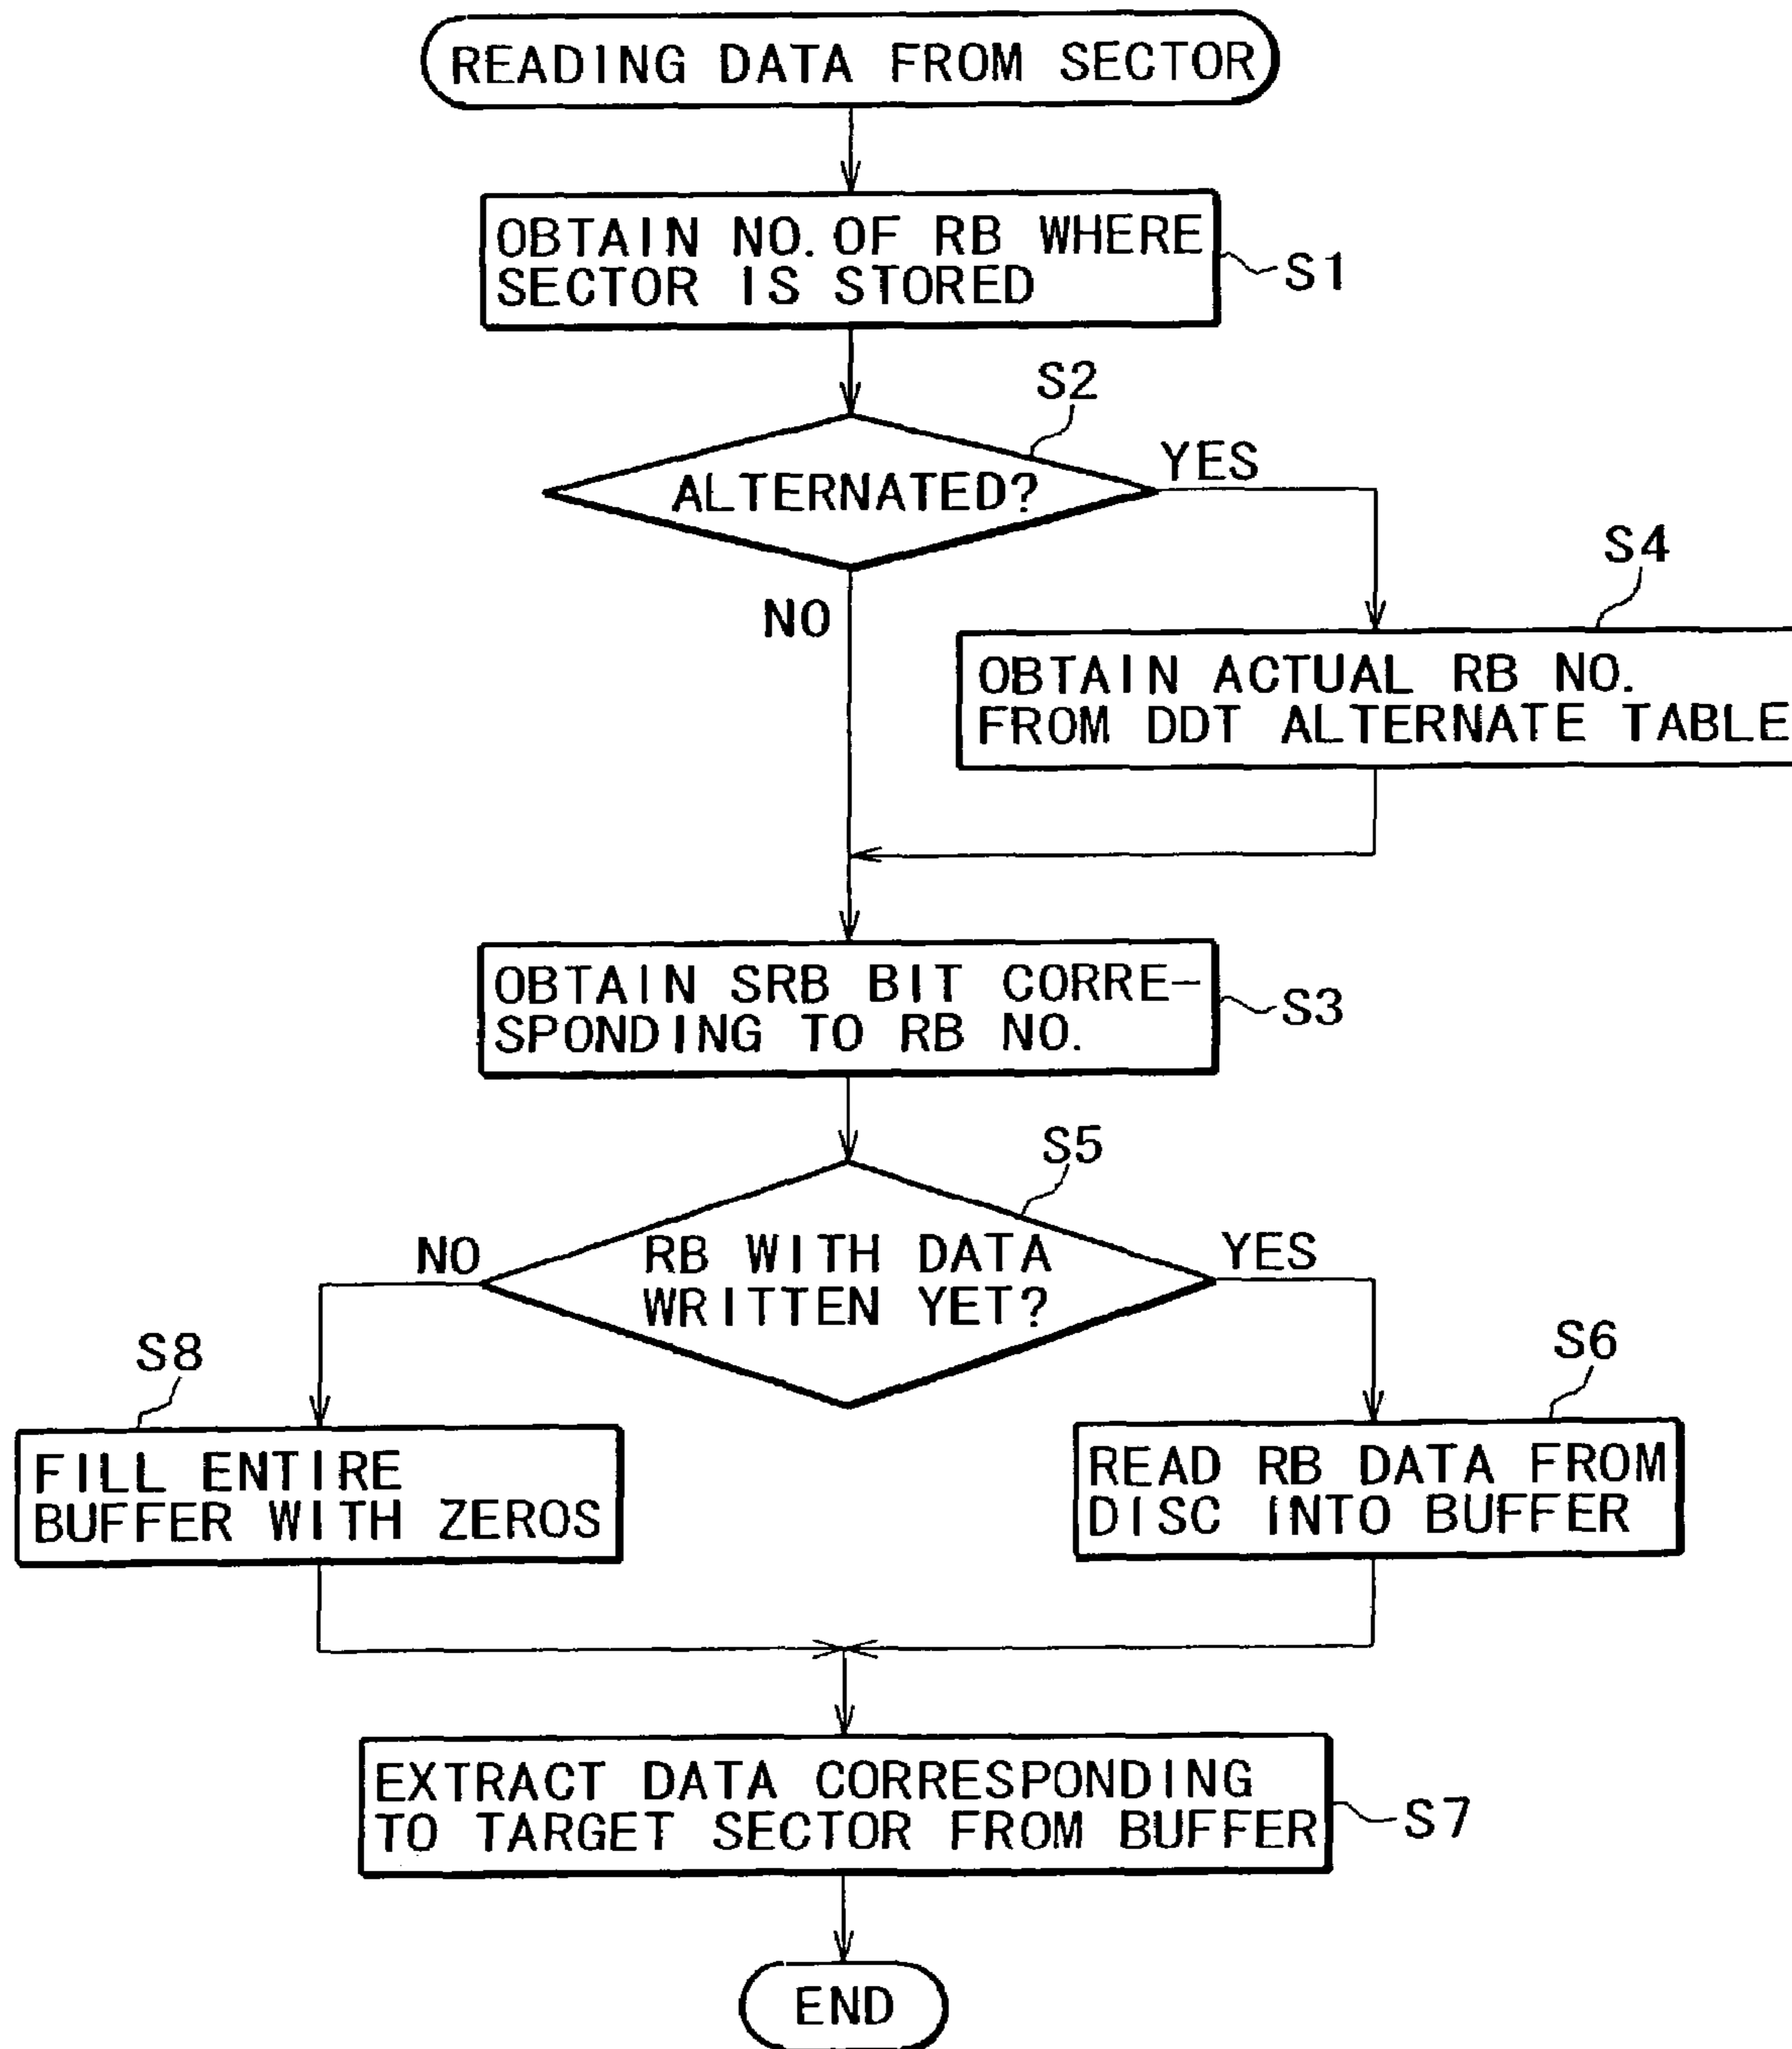 READING DATA FROM SECTOR
OBTAIN NO. OF RB WHERE
SECTOR IS STORED
S1
S2
ALTERNATED?
YES
NO
S4
OBTAIN ACTUAL RB NO.
FROM DDT ALTERNATE TABLE
OBTAIN SRB BIT CORRE-
SPONDING TO RB NO.
S3
S5
RB WITH DATA
WRITTEN YET?
NO
YES
S8
FILL ENTIRE
BUFFER WITH ZEROS
S6
READ RB DATA FROM
DISC INTO BUFFER
EXTRACT DATA CORRESPONDING
TO TARGET SECTOR FROM BUFFER
S7
END